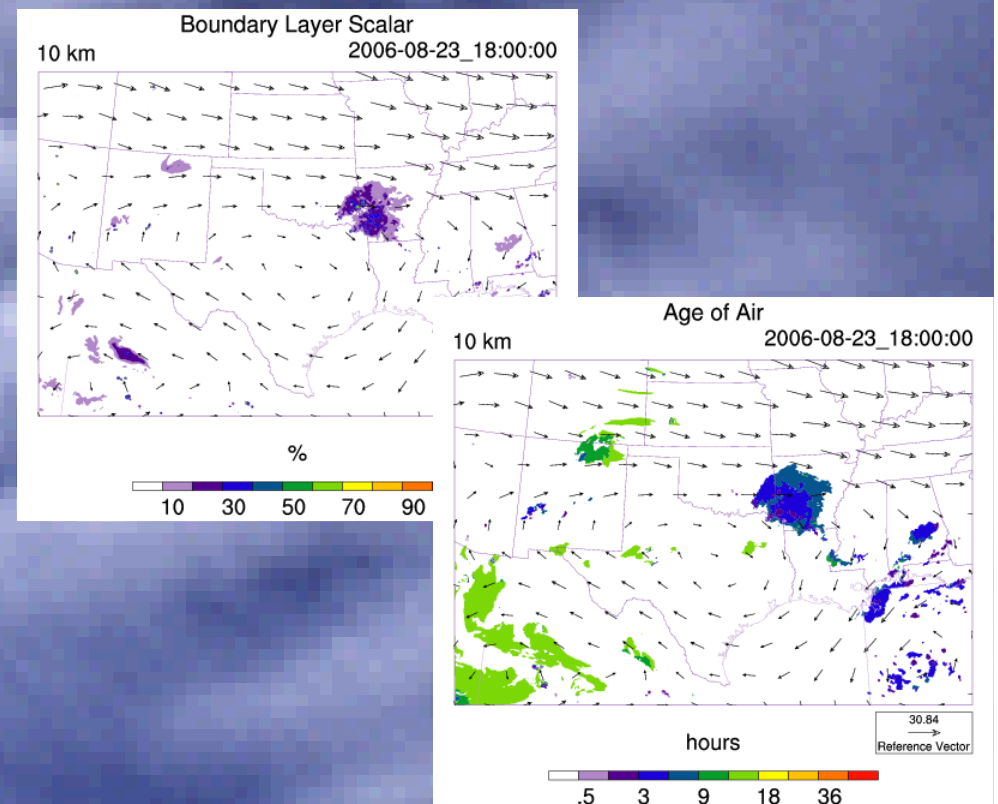 Boundary Layer Scalar
10 km 2006-08-23_18:00:00
%
10 30 50 70 90
Age of Air
10 km 2006-08-23_18:00:00
30.84
Reference Vector
hours
.5 3 9 18 36